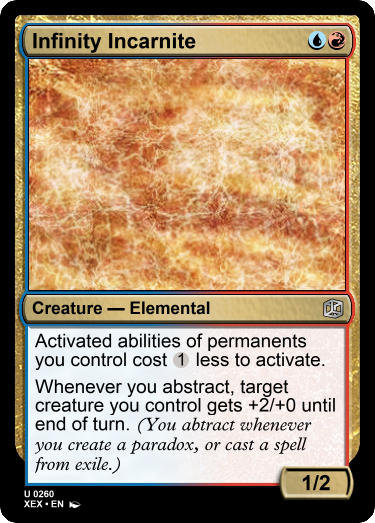 Infinity Incarnite
Creature — Elemental
Activated abilities of permanents
you control cost 1 less to activate.
Whenever you abstract, target
creature you control gets +2/+0 until
end of turn. (You abtract whenever
you create a paradox, or cast a spell
from exile.)
1/2
U 0260
XEX • EN